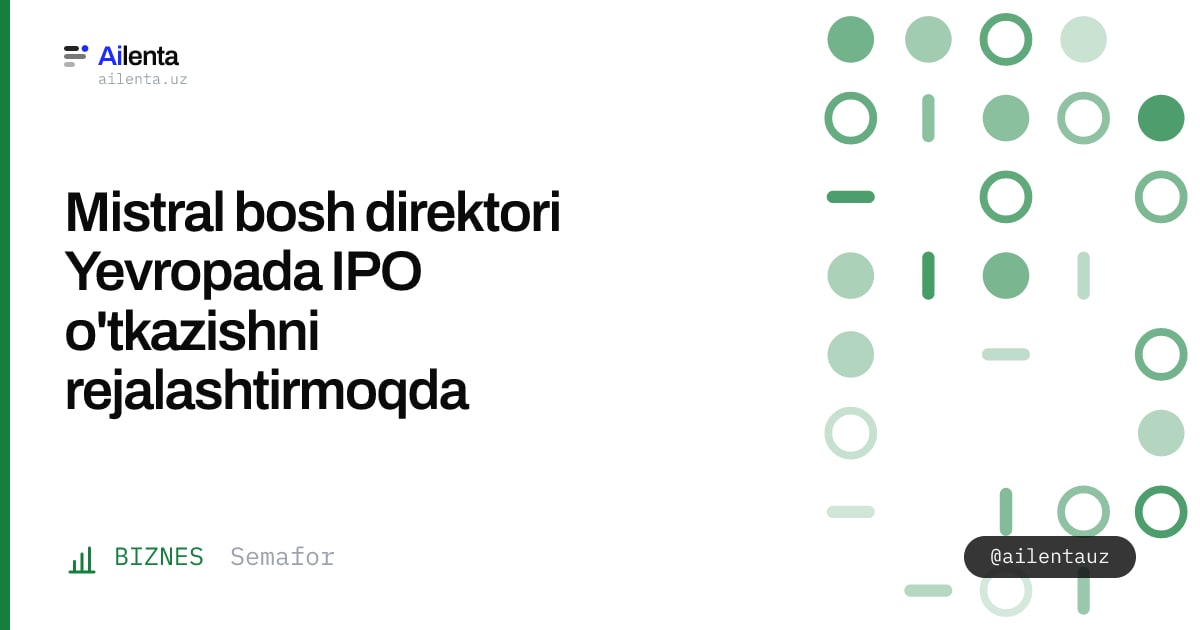 Ailenta
ailenta.uz
Mistral bosh direktori
Yevropada IPO
o'tkazishni
rejalashtirmoqda
BIZNES Semafor
@ailentauz